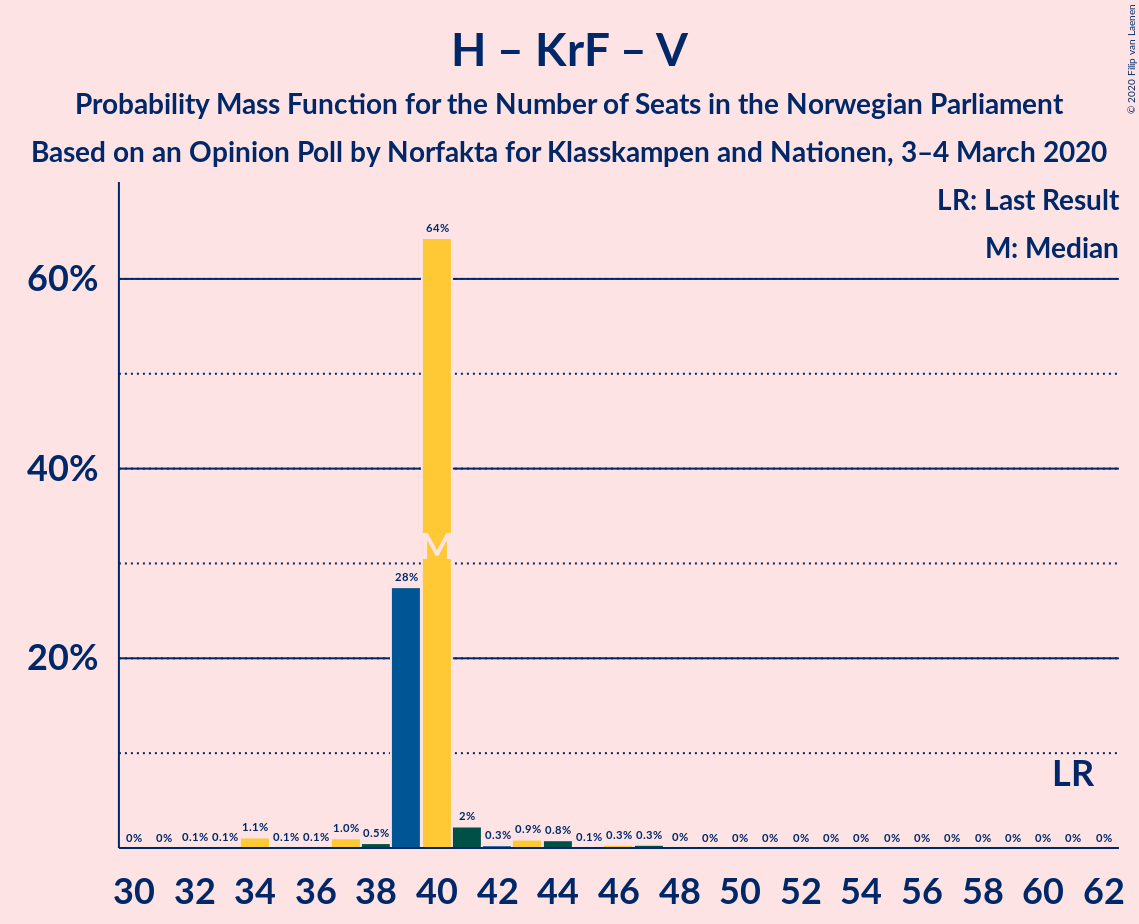 H – KrF – V
Probability Mass Function for the Number of Seats in the Norwegian Parliament
Based on an Opinion Poll by Norfakta for Klasskampen and Nationen, 3–4 March 2020
© 2020 Filip van Laenen
LR: Last Result
M: Median
64%
60%
40%
M
28%
20%
LR
0% 0% 0.1% 0.1% 1.1% 0.1% 0.1% 1.0% 0.5% 2% 0.3% 0.9% 0.8% 0.1% 0.3% 0.3% 0% 0% 0% 0% 0% 0% 0% 0% 0% 0% 0% 0% 0% 0% 0%
30 32 34 36 38 40 42 44 46 48 50 52 54 56 58 60 62